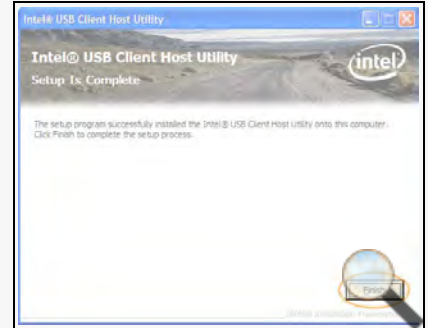 Intel® USB Client Host Utility
Intel® USB Client Host Utility
Setup Is Complete
intel
The setup program successfully installed the Intel® USB Client Host Utility onto this computer.
Click Finish to complete the setup process.
Finish